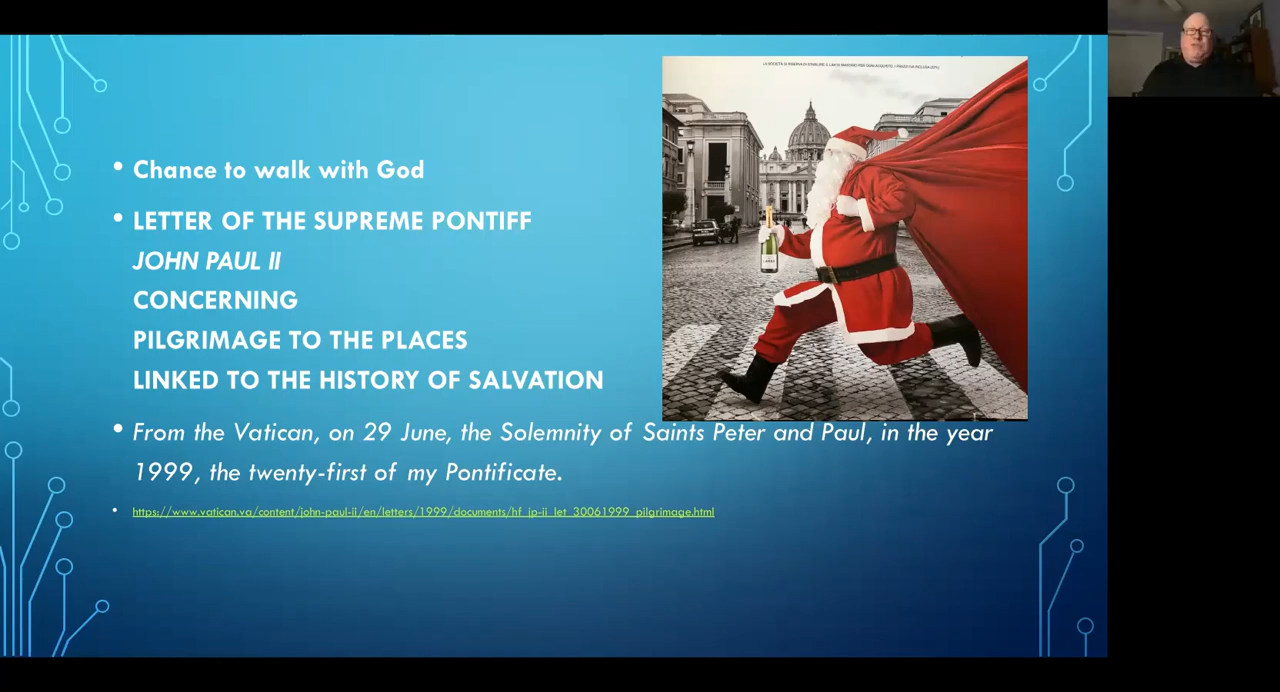 Chance to walk with God
LETTER OF THE SUPREME PONTIFF
JOHN PAUL II
CONCERNING
PILGRIMAGE TO THE PLACES
LINKED TO THE HISTORY OF SALVATION
From the Vatican, on 29 June, the Solemnity of Saints Peter and Paul, in the year
1999, the twenty-first of my Pontificate.
https://www.vatican.va/content/john-paul-ii/en/letters/1999/documents/hf_jp-ii_let_30061999_pilgrimage.html